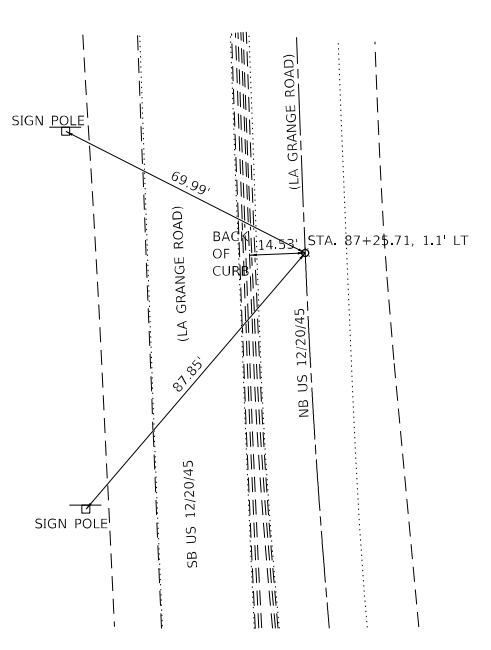 (LA GRANGE ROAD)
SIGN POLE
69.99'
(LA GRANGE ROAD)
BACK
OF
CURB
14.53'
STA. 87+25.71, 1.1' LT
NB US 12/20/45
87.85'
SB US 12/20/45
SIGN POLE